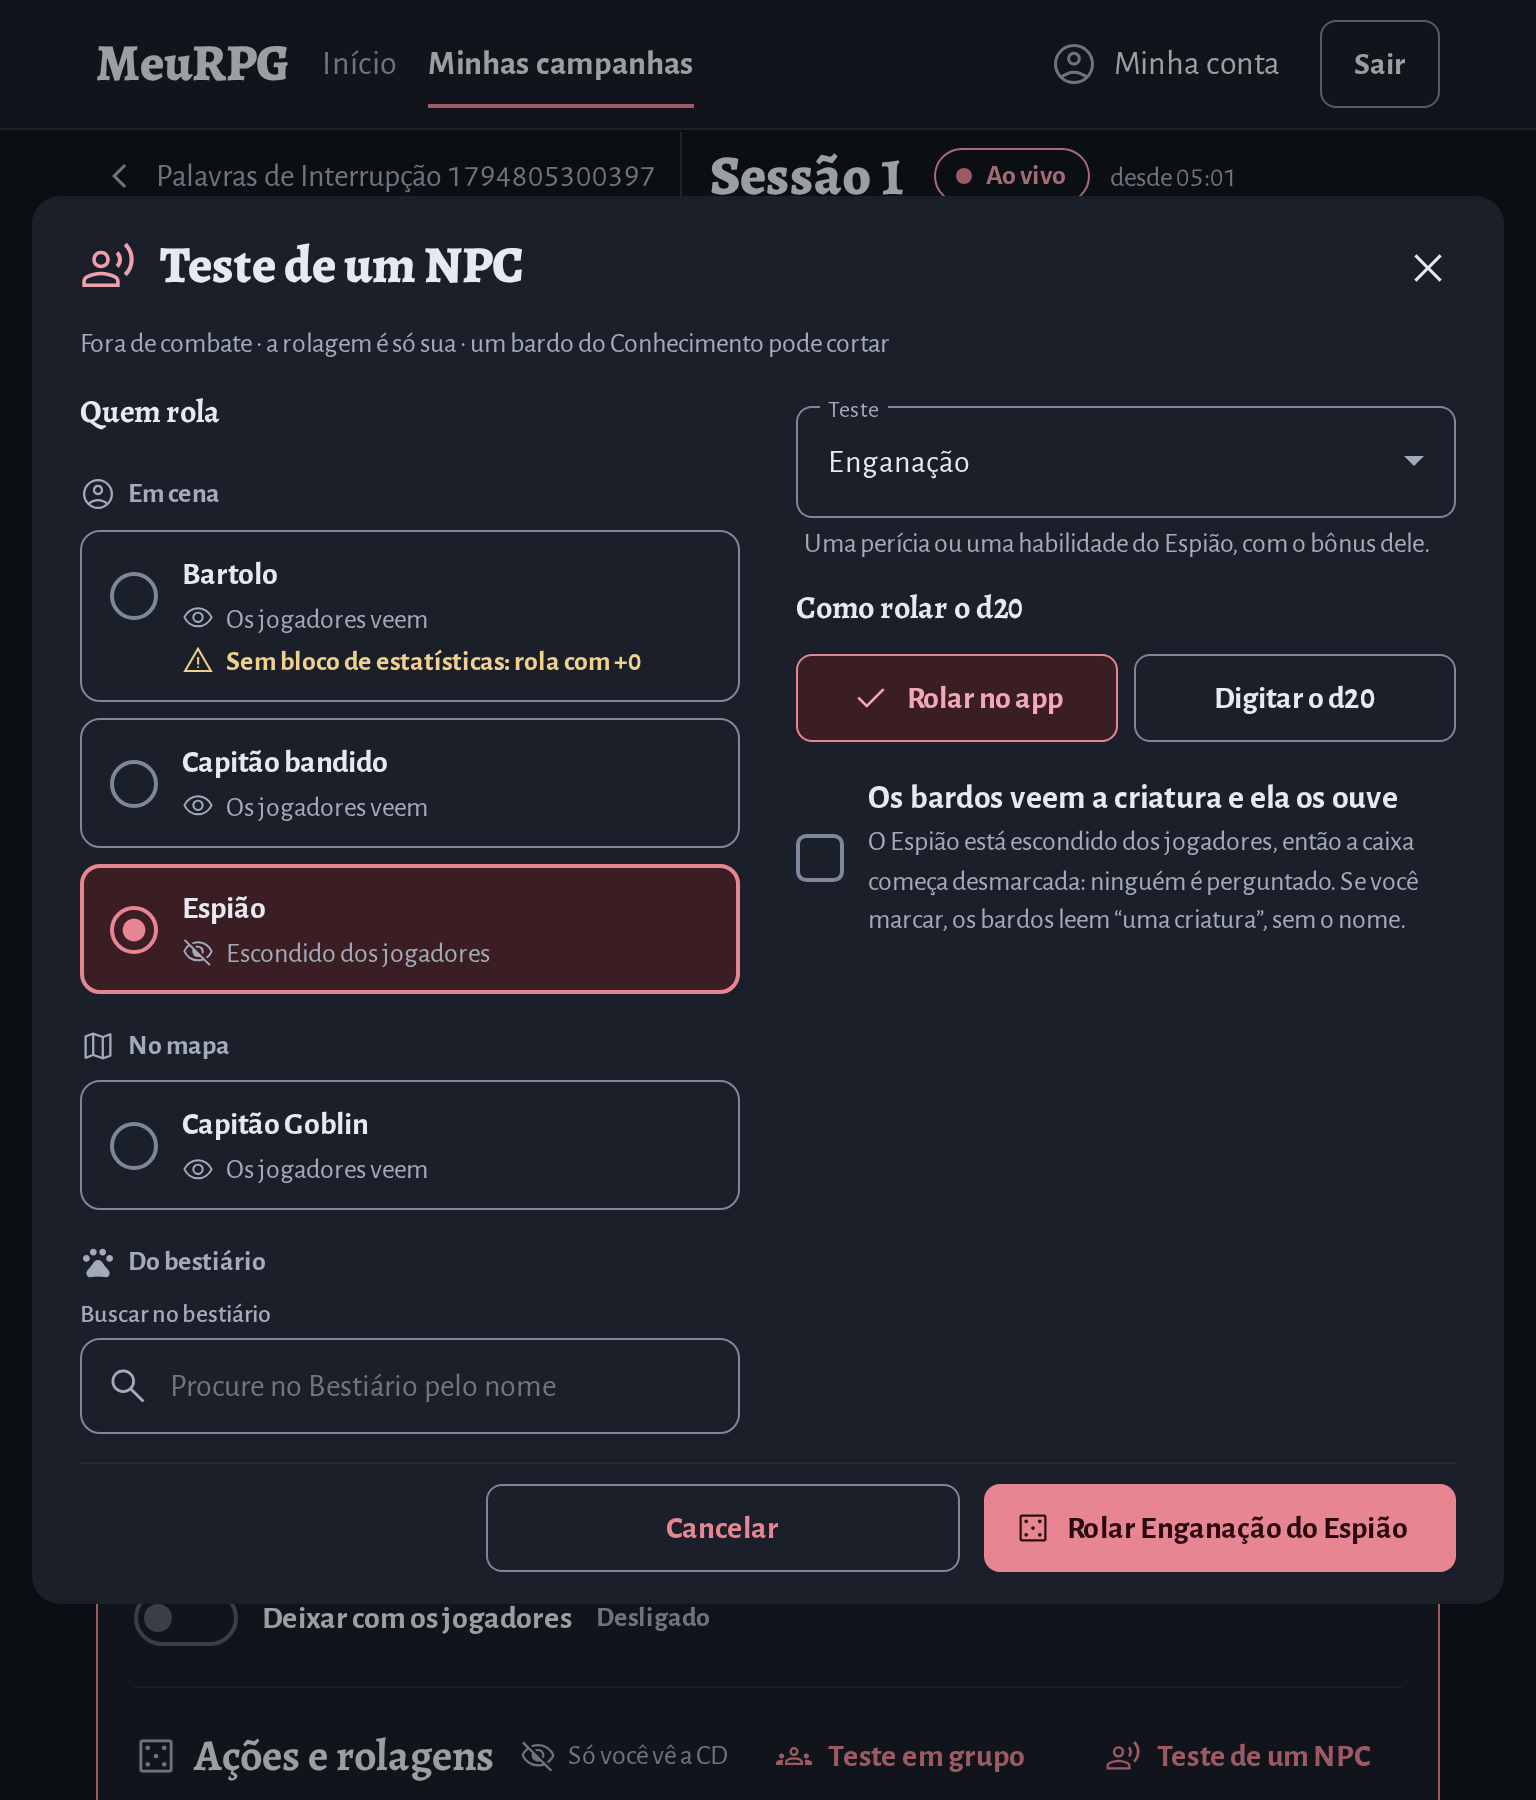 MeuRPG
Início
Minhas campanhas
Minha conta
Sair
Palavras de Interrupção 1794805300397
Sessão 1
Ao vivo
desde 05:01
Teste de um NPC
Fora de combate · a rolagem é só sua · um bardo do Conhecimento pode cortar
Quem rola
Em cena
Bartolo
Os jogadores veem
Sem bloco de estatísticas: rola com +0
Capitão bandido
Os jogadores veem
Espião
Escondido dos jogadores
No mapa
Capitão Goblin
Os jogadores veem
Do bestiário
Buscar no bestiário
Procure no Bestiário pelo nome
Teste
Enganação
Uma perícia ou uma habilidade do Espião, com o bônus dele.
Como rolar o d20
Rolar no app
Digitar o d20
Os bardos veem a criatura e ela os ouve
O Espião está escondido dos jogadores, então a caixa
começa desmarcada: ninguém é perguntado. Se você
marcar, os bardos leem “uma criatura”, sem o nome.
Cancelar
Rolar Enganação do Espião
Deixar com os jogadores
Desligado
Ações e rolagens
Só você vê a CD
Teste em grupo
Teste de um NPC